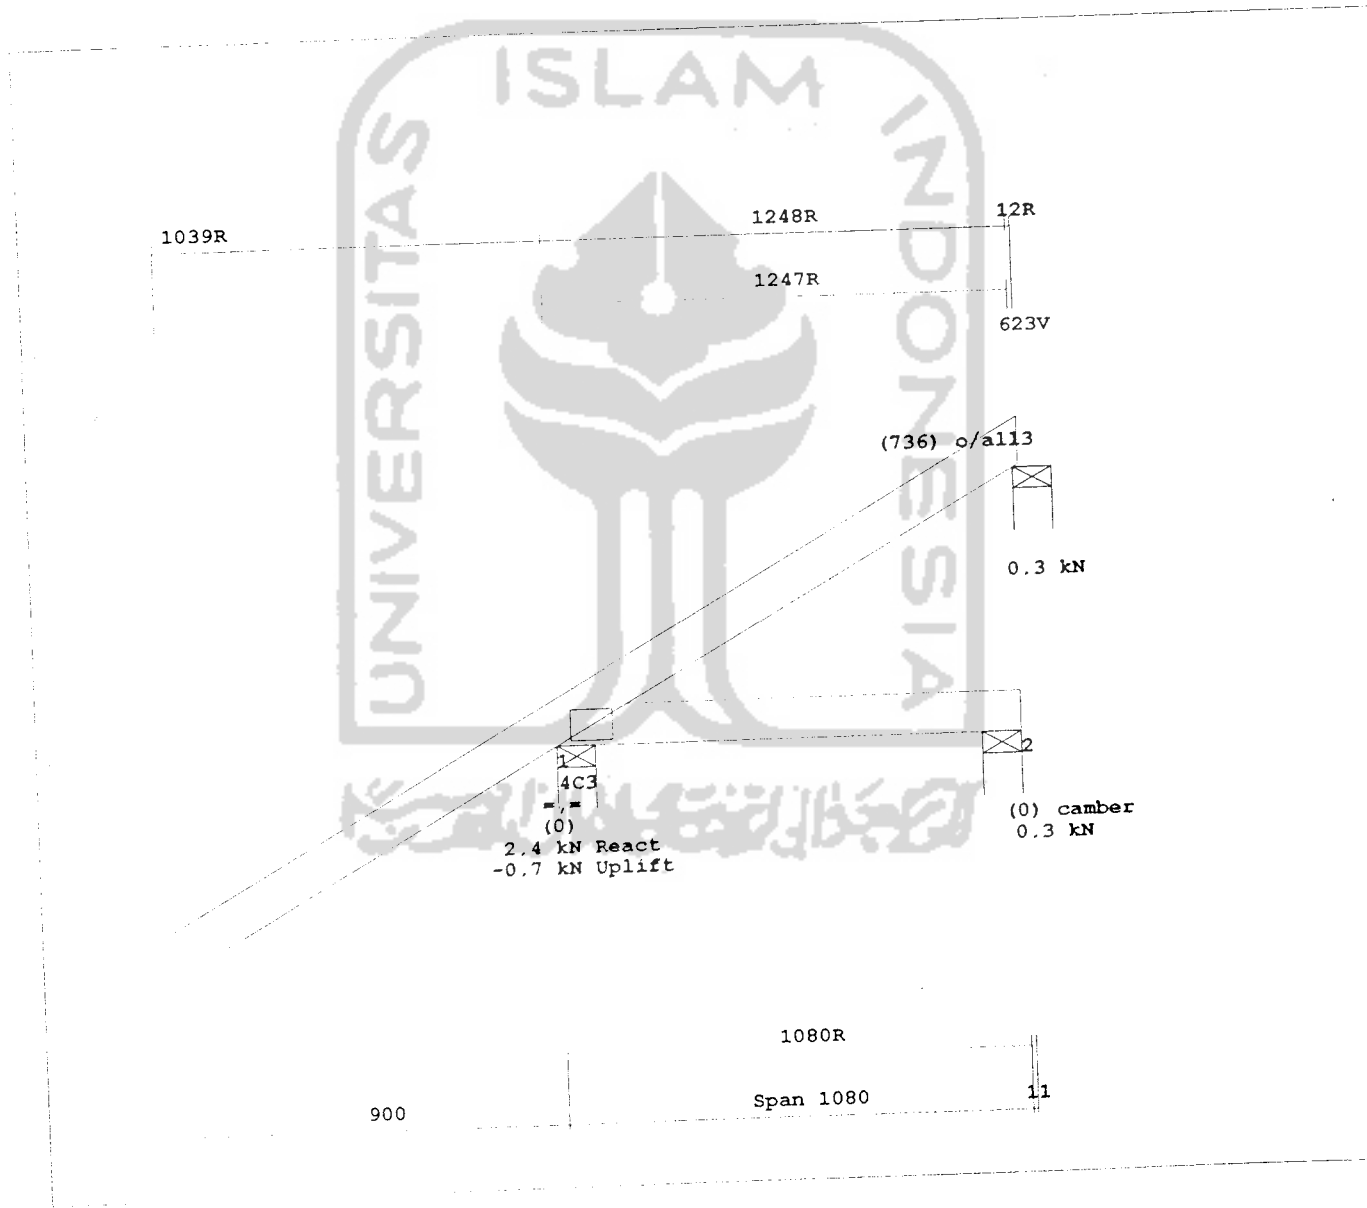 ISLAM
UNIVERSITAS
INDONESIA
1039R
1248R
12R
1247R
623V
(736) o/a113
0.3 kN
1
2
4C3
=,=
(0)
2.4 kN React
-0.7 kN Uplift
(0) camber
0.3 kN
1080R
900
Span 1080
11